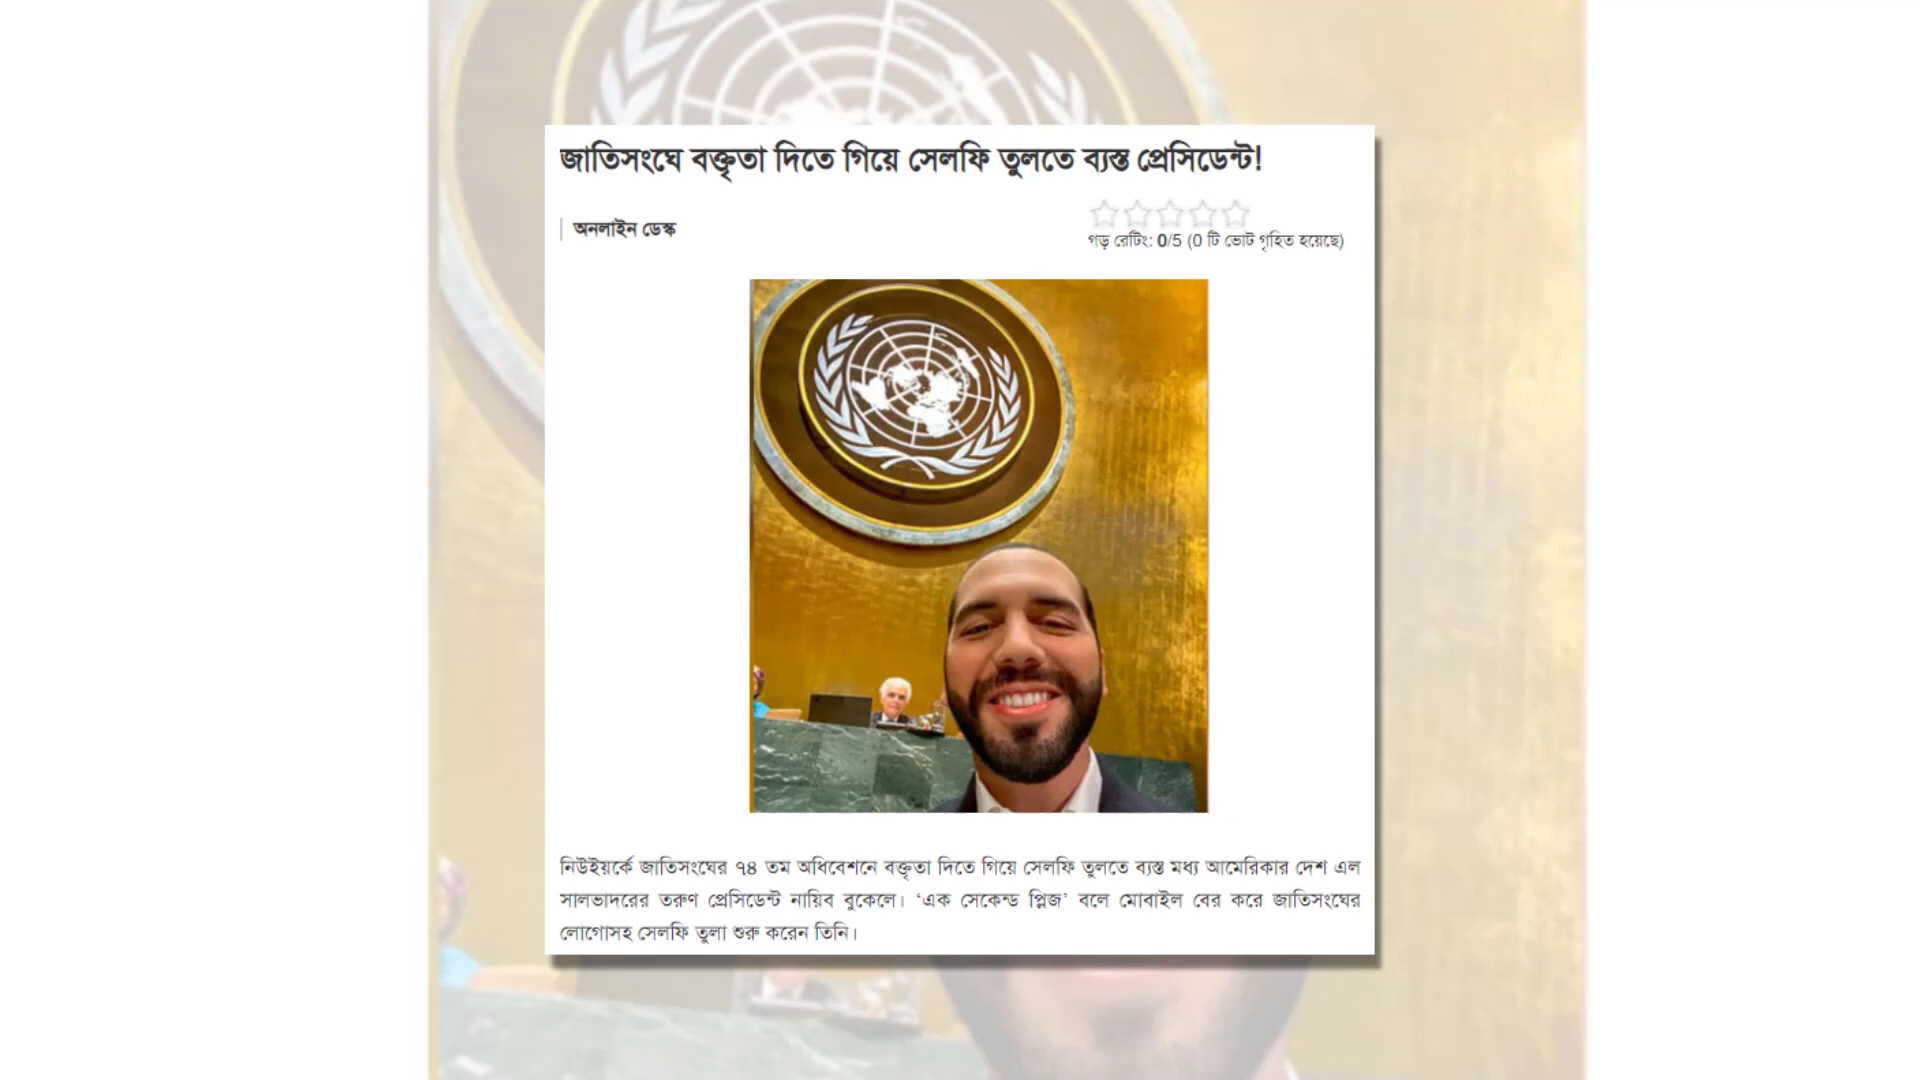 জাতিসংঘে বক্তৃতা দিতে গিয়ে সেলফি তুলতে ব্যস্ত প্রেসিডেন্ট!
অনলাইন ডেস্ক
গড় রেটিং: 0/5 (0 টি ভোট গৃহিত হয়েছে)
নিউইয়র্কে জাতিসংঘের ৭৪ তম অধিবেশনে বক্তৃতা দিতে গিয়ে সেলফি তুলতে ব্যস্ত মধ্য আমেরিকার দেশ এল
সালভাদরের তরুণ প্রেসিডেন্ট নায়িব বুকেলে। ‘এক সেকেন্ড প্লিজ’ বলে মোবাইল বের করে জাতিসংঘের
লোগোসহ সেলফি তুলা শুরু করেন তিনি।